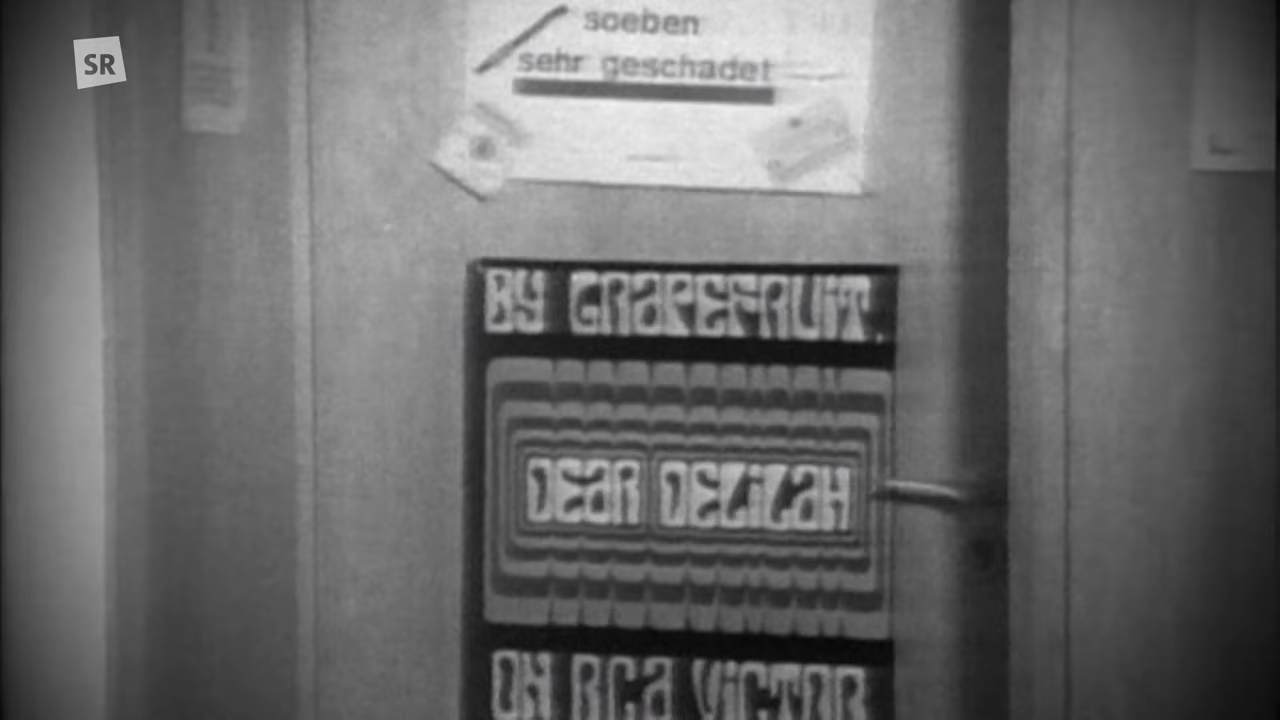 SR
soeben
sehr geschadet
BY GRAPEFRUIT.
DEAR DELILAH
ON RCA VICTOR